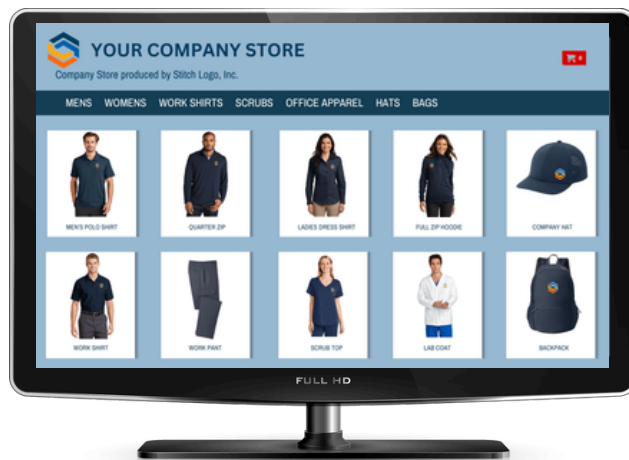 YOUR COMPANY STORE
Company Store produced by Stitch Logo, Inc.
MENS WOMENS WORK SHIRTS SCRUBS OFFICE APPAREL HATS BAGS
MEN'S POLO SHIRT QUARTER ZIP LADIES DRESS SHIRT FULL ZIP HOODIE COMPANY HAT
WORK SHIRT WORK PANT SCRUB TOP LAB COAT BACKPACK
FULL HD